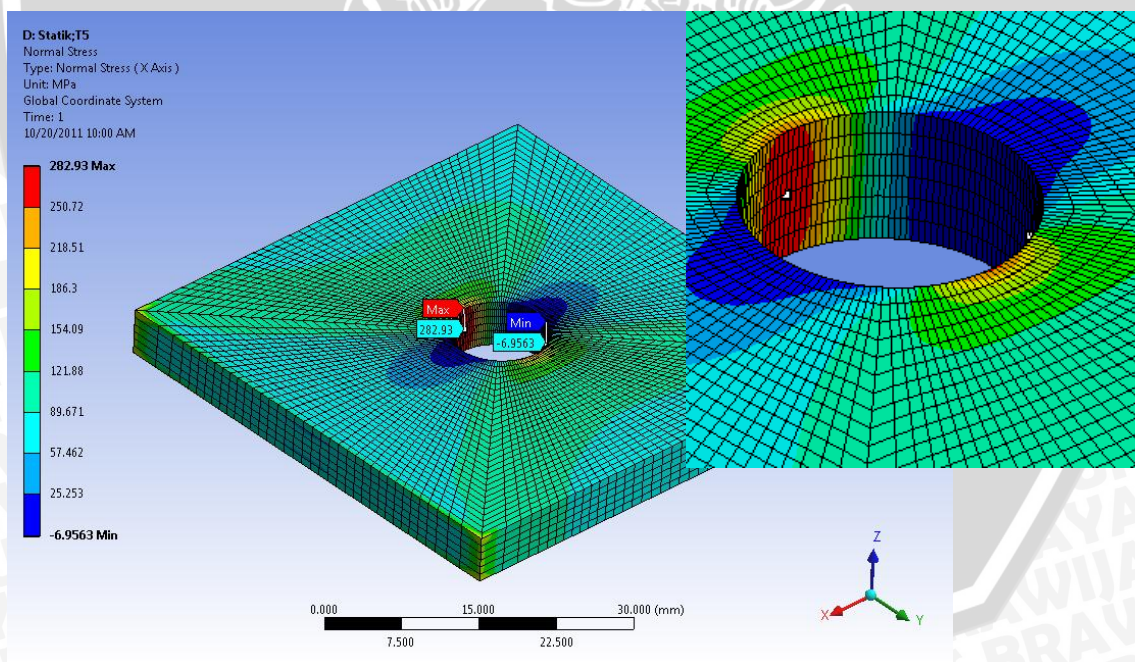 D: Statik;T5
Normal Stress
Type: Normal Stress ( X Axis )
Unit: MPa
Global Coordinate System
Time: 1
10/20/2011 10:00 AM
282.93 Max
250.72
218.51
186.3
154.09
121.88
89.671
57.462
25.253
-6.9563 Min
Max
282.93
Min
-6.9563
0.000
15.000
30.000 (mm)
7.500
22.500
Z
X
Y